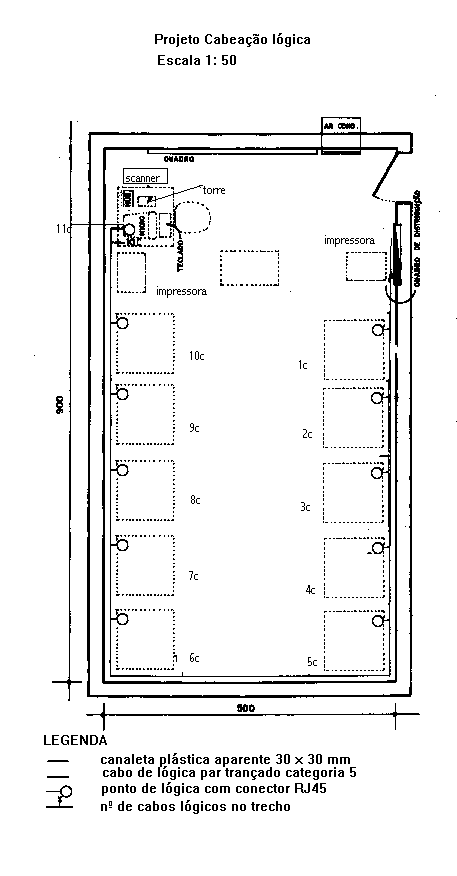 Projeto Cabeação lógica
Escala 1: 50
AR COND.
QUADRO
scanner
torre
HUB
11c
VIDEO
TECLADO
QUADRO DE DISTRIBUIÇÃO
impressora
impressora
10c
1c
900
9c
2c
8c
3c
7c
4c
6c
5c
500
LEGENDA
canaleta plástica aparente 30 x 30 mm
cabo de lógica par trançado categoria 5
ponto de lógica com conector RJ45
nº de cabos lógicos no trecho